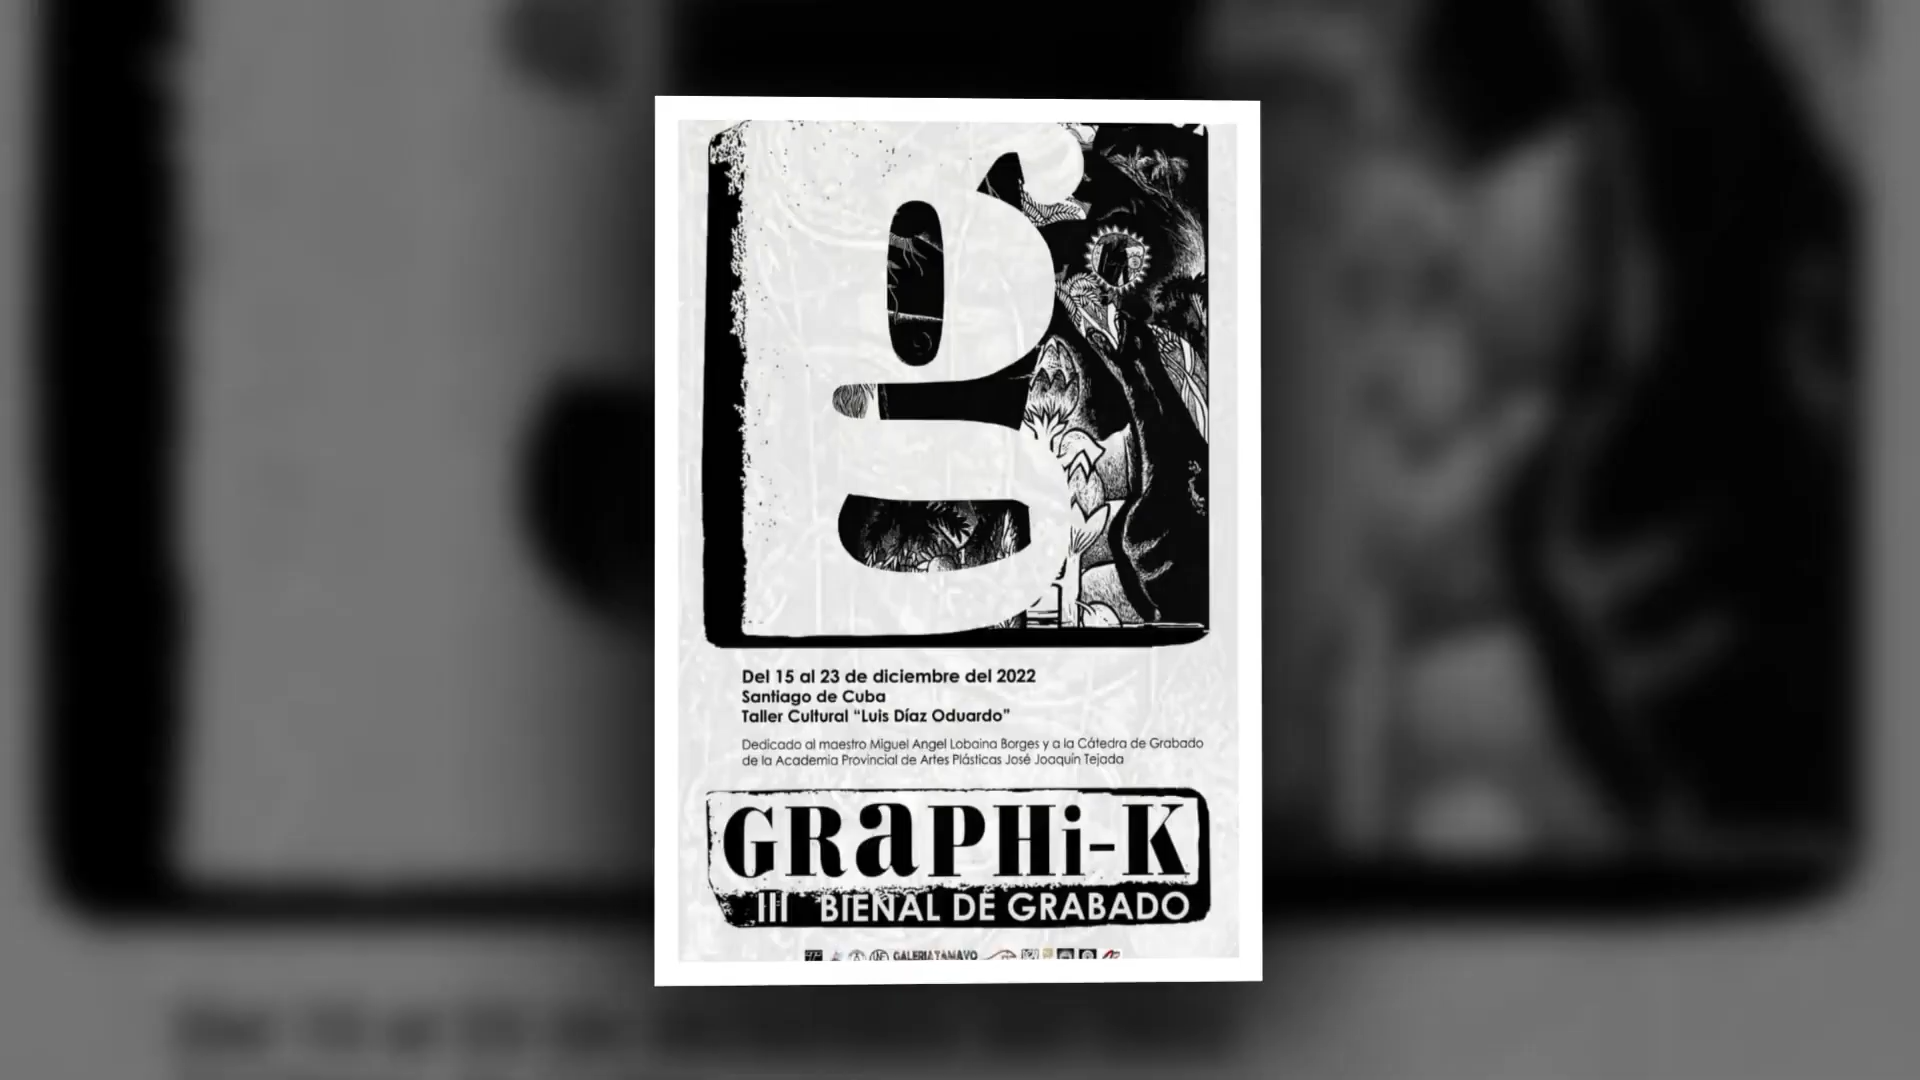 Del 15 al 23 de diciembre del 2022
Santiago de Cuba
Taller Cultural “Luis Díaz Oduardo”
Dedicado al maestro Miguel Angel Lobaina Borges y a la Cátedra de Grabado
de la Academia Provincial de Artes Plásticas José Joaquín Tejada
GRaPHi-K
III BIENAL DE GRABADO
GALERIA TAMAYO